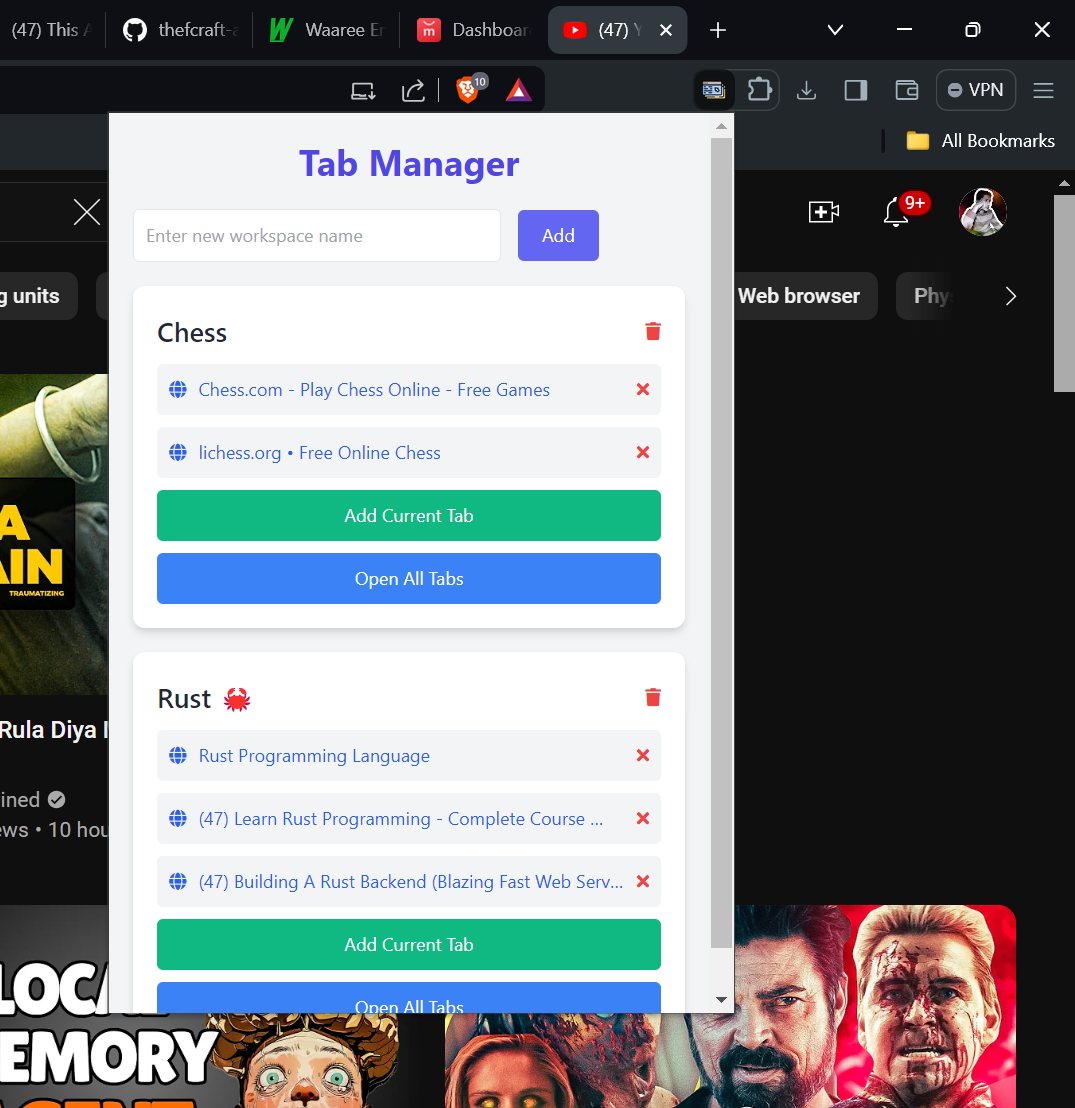 (47) This A
thefcraft-a
Waaree En
Dashboar
(47) Y
10
VPN
All Bookmarks
Tab Manager
Enter new workspace name
Add
9+
g units
Web browser
Phys
Chess
Chess.com - Play Chess Online - Free Games
lichess.org • Free Online Chess
Add Current Tab
Open All Tabs
A
AIN
TRAUMATIZING
Rust 🦀
Rula Diya I
Rust Programming Language
ined
(47) Learn Rust Programming - Complete Course ...
ews • 10 hou
(47) Building A Rust Backend (Blazing Fast Web Serv...
Add Current Tab
Open All Tabs
LOCA
EMORY